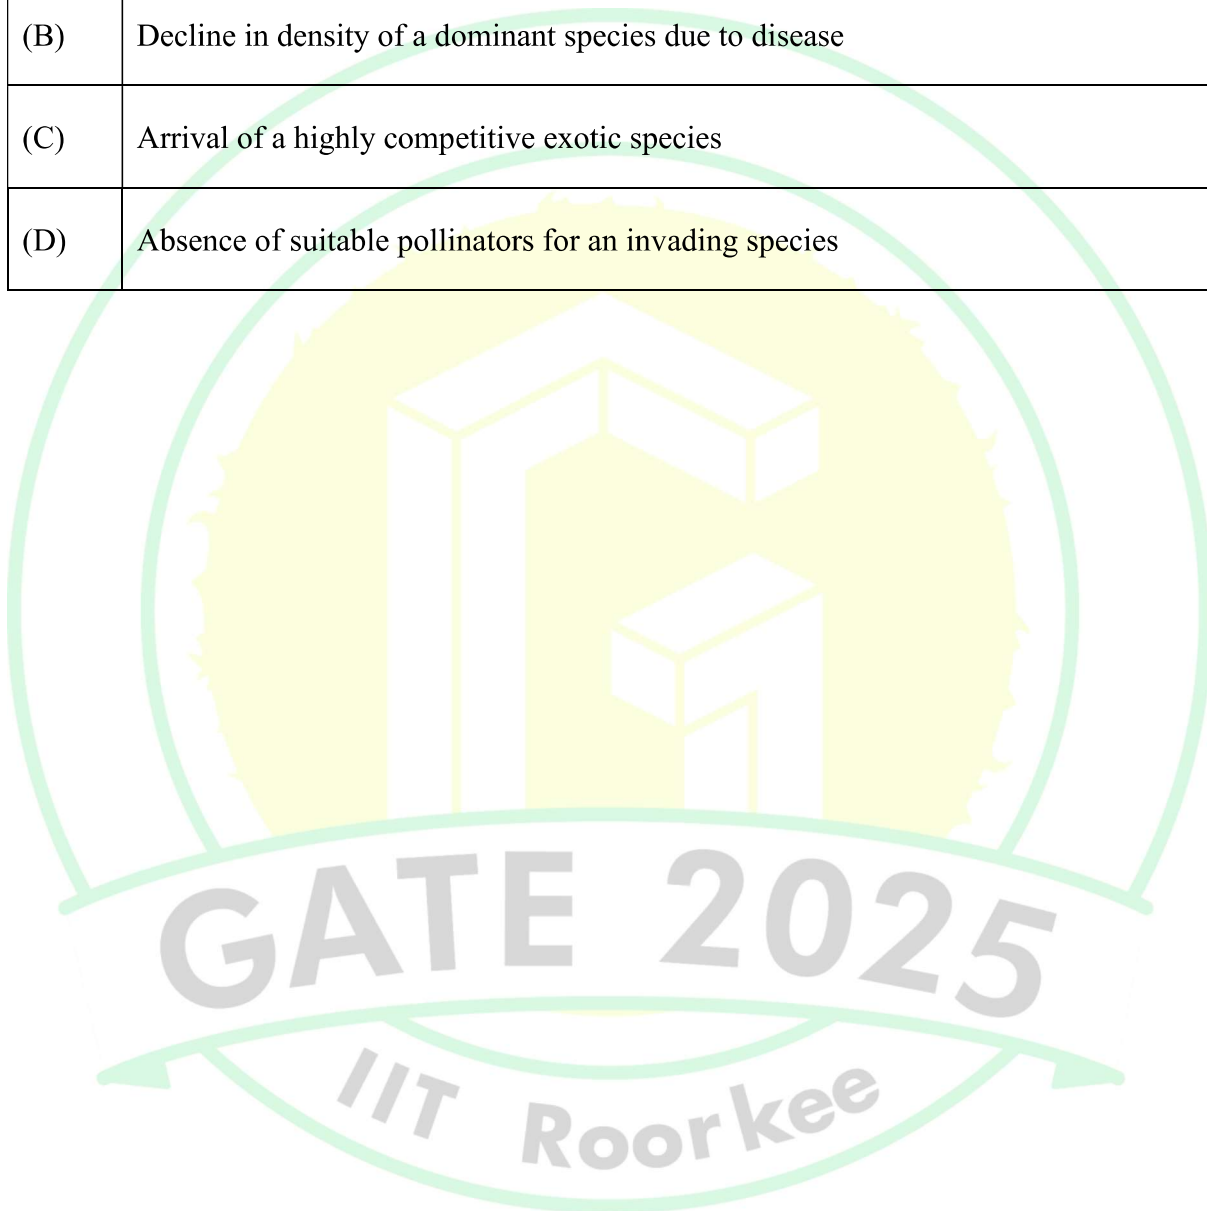 (B) Decline in density of a dominant species due to disease
(C) Arrival of a highly competitive exotic species
(D) Absence of suitable pollinators for an invading species
GATE 2025
IIT Roorkee